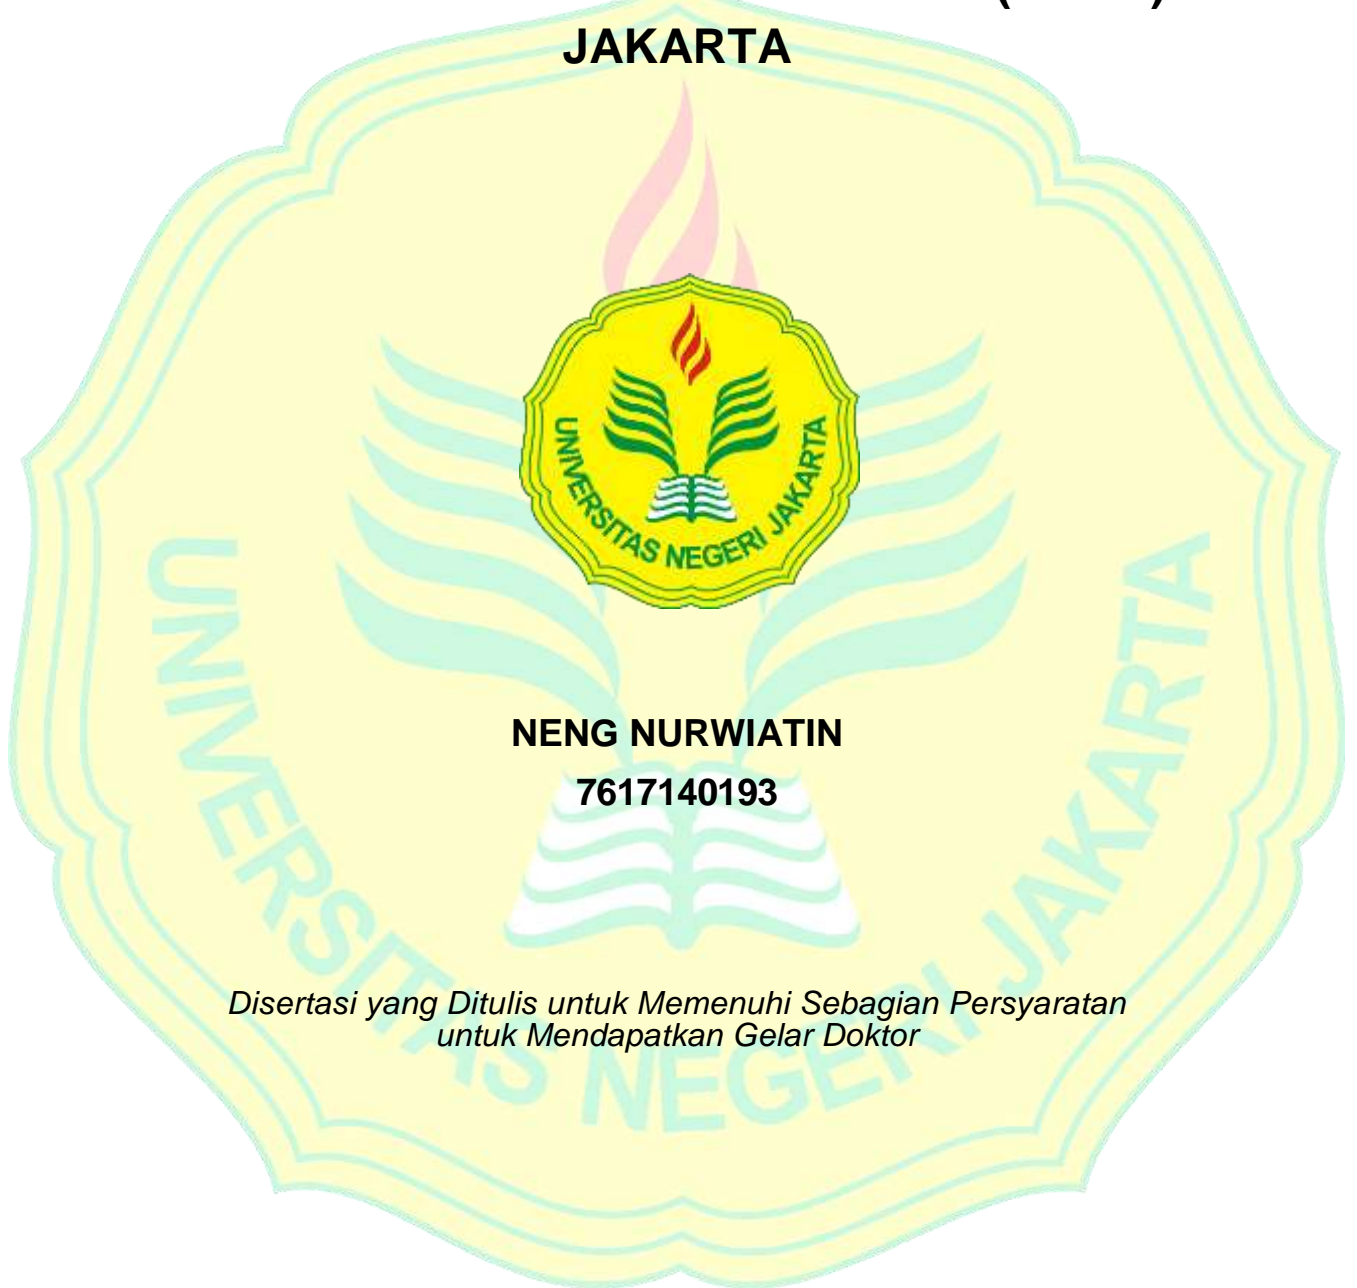 JAKARTA
UNIVERSITAS NEGERI JAKARTA
NENG NURWIATIN
7617140193
Disertasi yang Ditulis untuk Memenuhi Sebagian Persyaratan
untuk Mendapatkan Gelar Doktor
UNIVERSITAS NEGERI JAKARTA